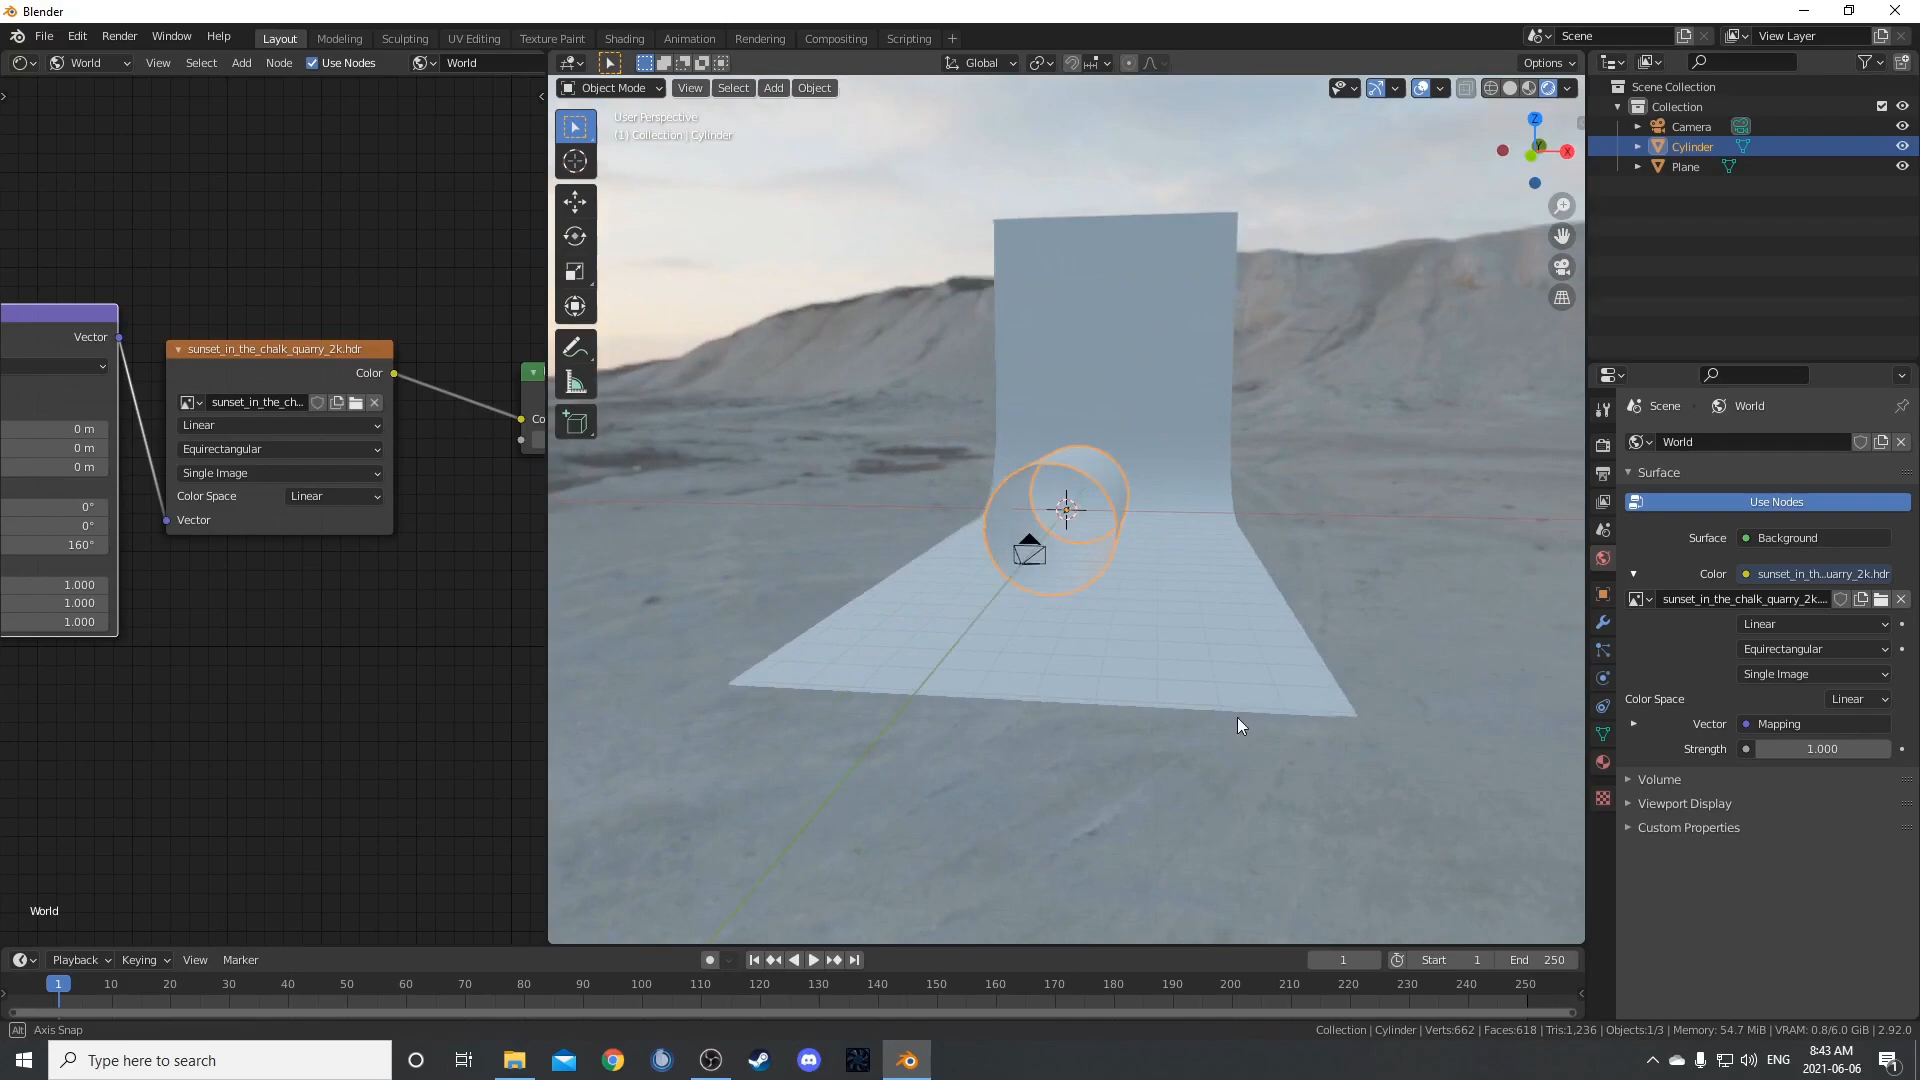 Blender
File Edit Render Window Help
Layout Modeling Sculpting UV Editing Texture Paint Shading Animation Rendering Compositing Scripting
Scene
View Layer
World View Select Add Node Use Nodes World
Global
Options
Object Mode View Select Add Object
User Perspective
(1) Collection | Cylinder
Z
Y
X
Scene Collection
Collection
Camera
Cylinder
Plane
Vector
0 m
0 m
0 m
0°
0°
160°
1.000
1.000
1.000
sunset_in_the_chalk_quarry_2k.hdr
Color
sunset_in_the_ch...
Linear
Equirectangular
Single Image
Color Space Linear
Vector
Co
World
Scene World
World
Surface
Use Nodes
Surface Background
Color sunset_in_th...uarry_2k.hdr
sunset_in_the_chalk_quarry_2k....
Linear
Equirectangular
Single Image
Color Space Linear
Vector Mapping
Strength 1.000
Volume
Viewport Display
Custom Properties
Playback Keying View Marker
1 Start 1 End 250
1 10 20 30 40 50 60 70 80 90 100 110 120 130 140 150 160 170 180 190 200 210 220 230 240 250
Alt Axis Snap
Collection | Cylinder | Verts:662 | Faces:618 | Tris:1,236 | Objects:1/3 | Memory: 54.7 MiB | VRAM: 0.8/6.0 GiB | 2.92.0
Type here to search
ENG
8:43 AM
2021-06-06
1